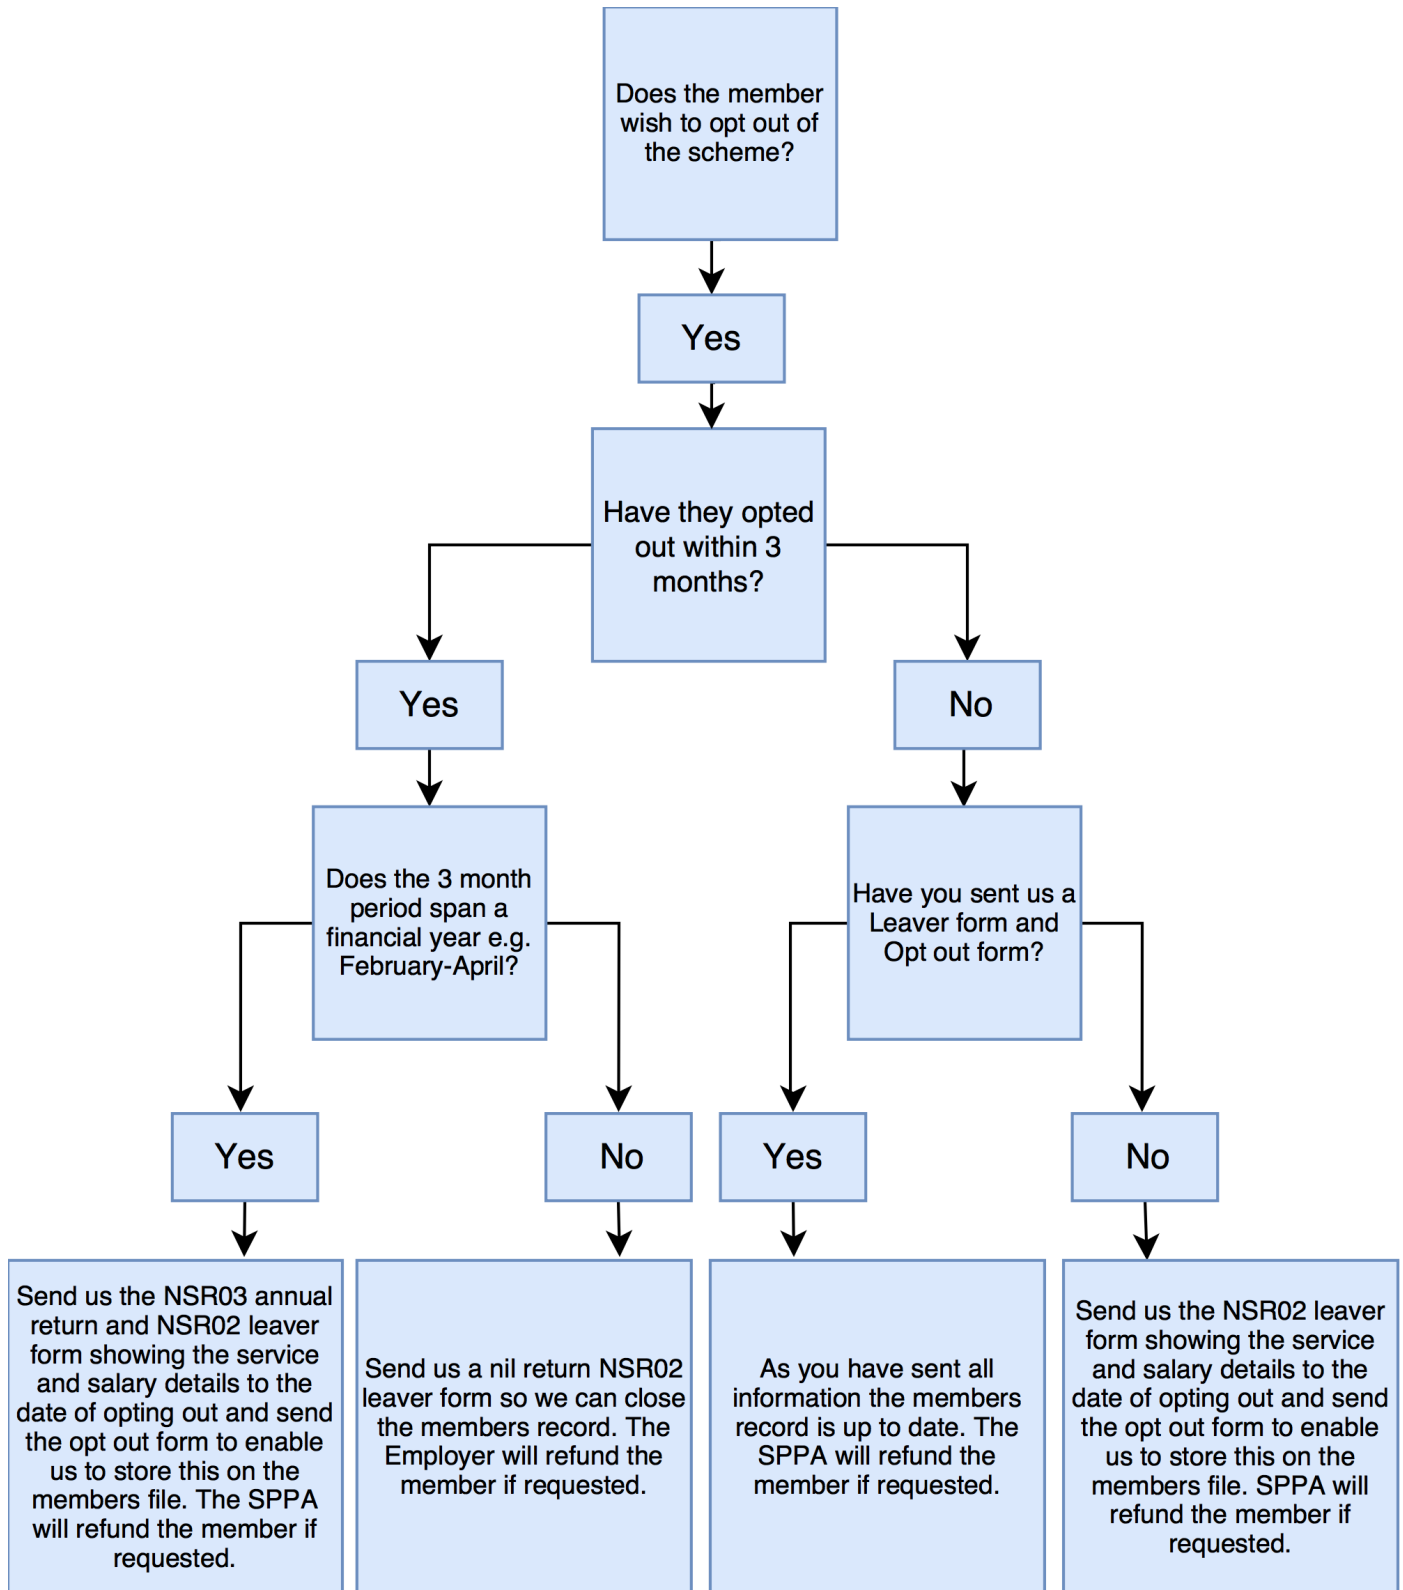 Does the member
wish to opt out of
the scheme?
Yes
Have they opted
out within 3
months?
Yes
No
Does the 3 month
period span a
financial year e.g.
February-April?
Have you sent us a
Leaver form and
Opt out form?
Yes
No
Yes
No
Send us the NSR03 annual
return and NSR02 leaver
form showing the service
and salary details to the
date of opting out and send
the opt out form to enable
us to store this on the
members file. The SPPA
will refund the member if
requested.
Send us a nil return NSR02
leaver form so we can close
the members record. The
Employer will refund the
member if requested.
As you have sent all
information the members
record is up to date. The
SPPA will refund the
member if requested.
Send us the NSR02 leaver
form showing the service
and salary details to the
date of opting out and send
the opt out form to enable
us to store this on the
members file. SPPA will
refund the member if
requested.